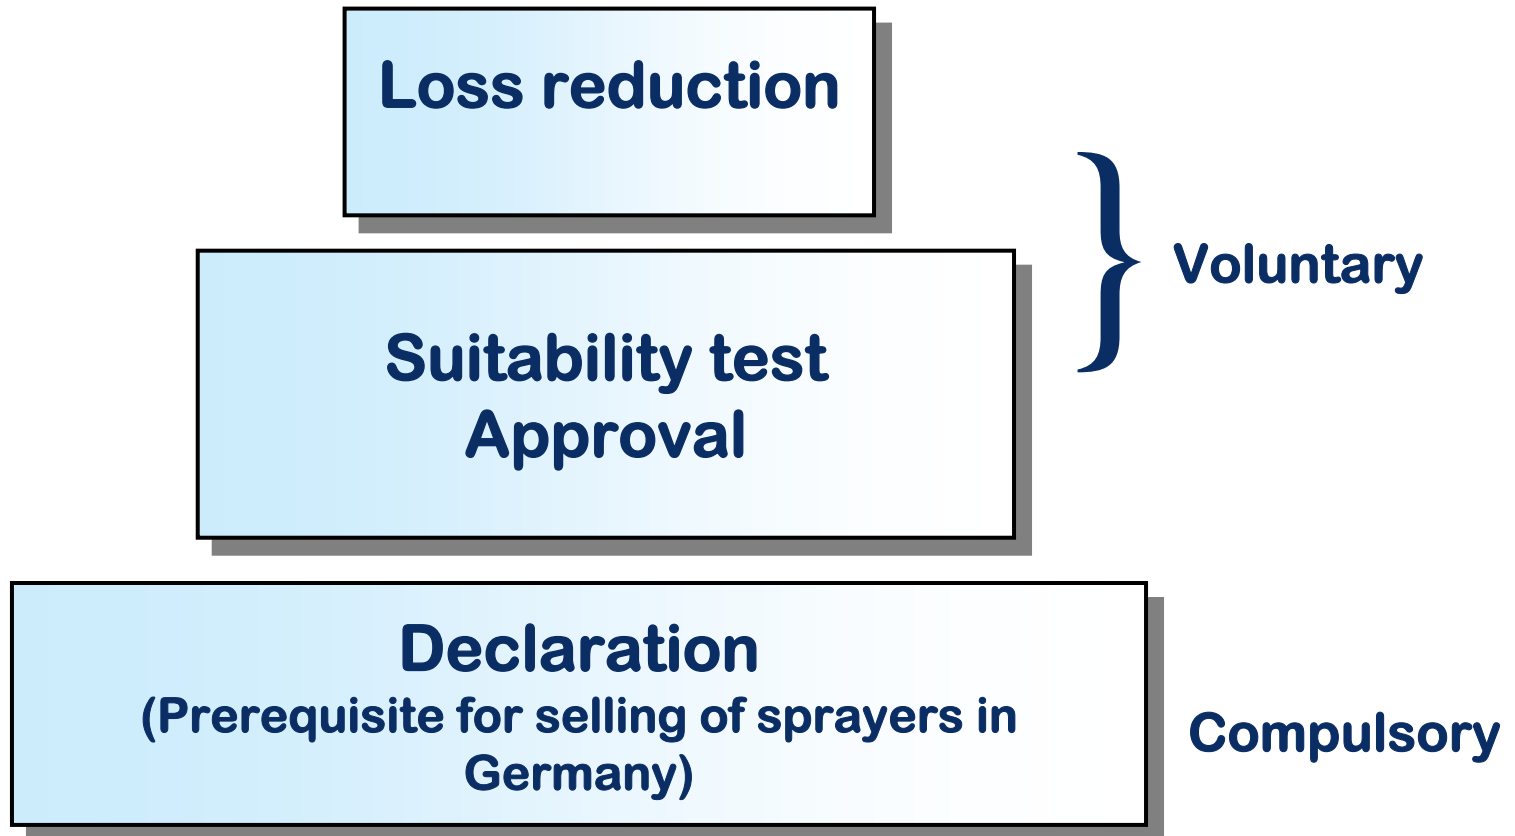 Loss reduction
Voluntary
Suitability test
Approval
Declaration
(Prerequisite for selling of sprayers in
Germany)
Compulsory